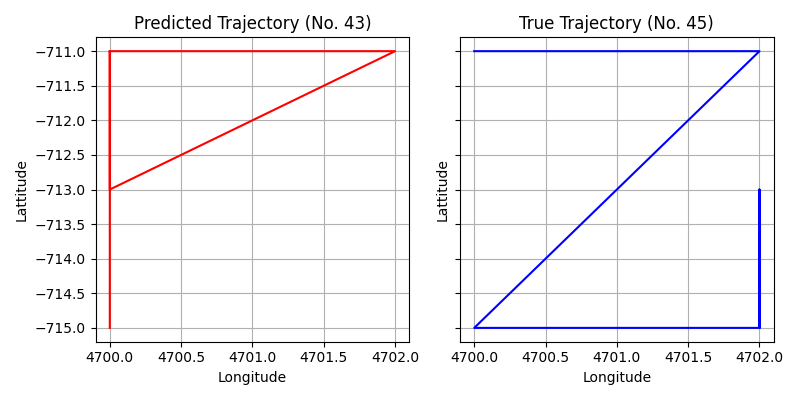 Predicted Trajectory (No. 43)
True Trajectory (No. 45)
−711.0
−711.5
−712.0
−712.5
−713.0
−713.5
−714.0
−714.5
−715.0
Lattitude
Lattitude
4700.0 4700.5 4701.0 4701.5 4702.0
4700.0 4700.5 4701.0 4701.5 4702.0
Longitude
Longitude